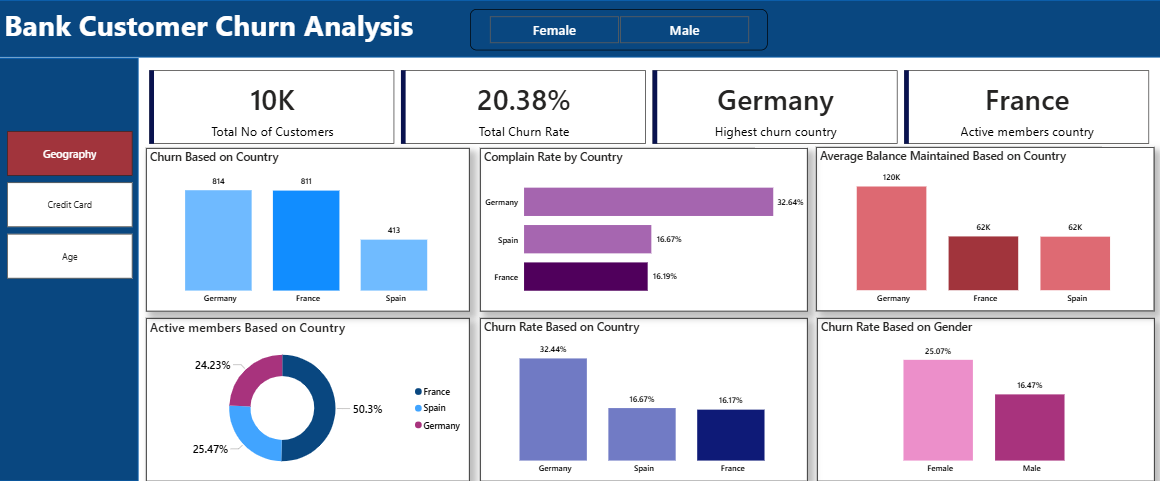 Bank Customer Churn Analysis
Female
Male
10K
Total No of Customers
20.38%
Total Churn Rate
Germany
Highest churn country
France
Active members country
Geography
Credit Card
Age
Churn Based on Country
814
811
413
Germany
France
Spain
Complain Rate by Country
Germany
32.64%
Spain
16.67%
France
16.19%
Average Balance Maintained Based on Country
120K
62K
62K
Germany
France
Spain
Active members Based on Country
24.23%
50.3%
25.47%
France
Spain
Germany
Churn Rate Based on Country
32.44%
16.67%
16.17%
Germany
Spain
France
Churn Rate Based on Gender
25.07%
16.47%
Female
Male